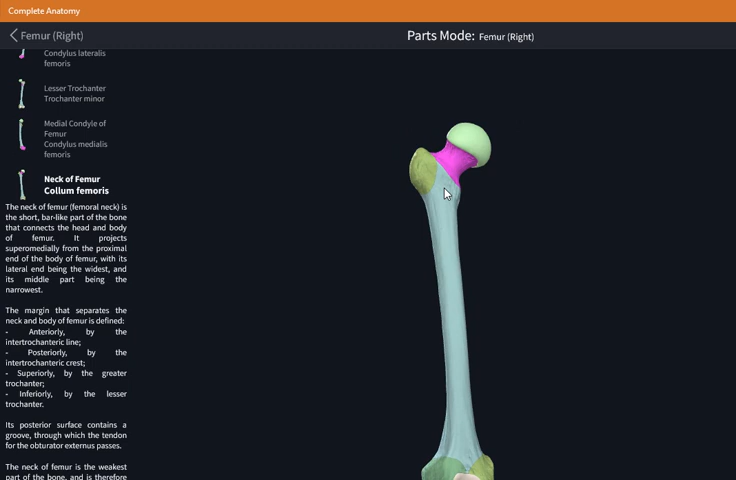 Complete Anatomy
Femur (Right)
Parts Mode: Femur (Right)
Condylus lateralis
femoris
Lesser Trochanter
Trochanter minor
Medial Condyle of
Femur
Condylus medialis
femoris
Neck of Femur
Collum femoris
The neck of femur (femoral neck) is
the short, bar-like part of the bone
that connects the head and body
of femur. It projects
superomedially from the proximal
end of the body of femur, with its
lateral end being the widest, and
its middle part being the
narrowest.
The margin that separates the
neck and body of femur is defined:
- Anteriorly, by the
intertrochanteric line;
- Posteriorly, by the
intertrochanteric crest;
- Superiorly, by the greater
trochanter;
- Inferiorly, by the lesser
trochanter.
Its posterior surface contains a
groove, through which the tendon
for the obturator externus passes.
The neck of femur is the weakest
part of the bone, and is therefore